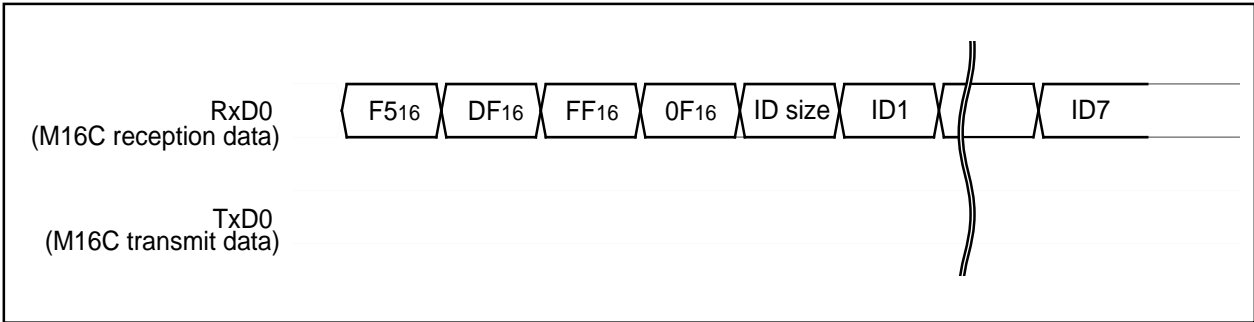 RxD0
(M16C reception data)
F516 DF16 FF16 0F16 ID size ID1 ID7
TxD0
(M16C transmit data)